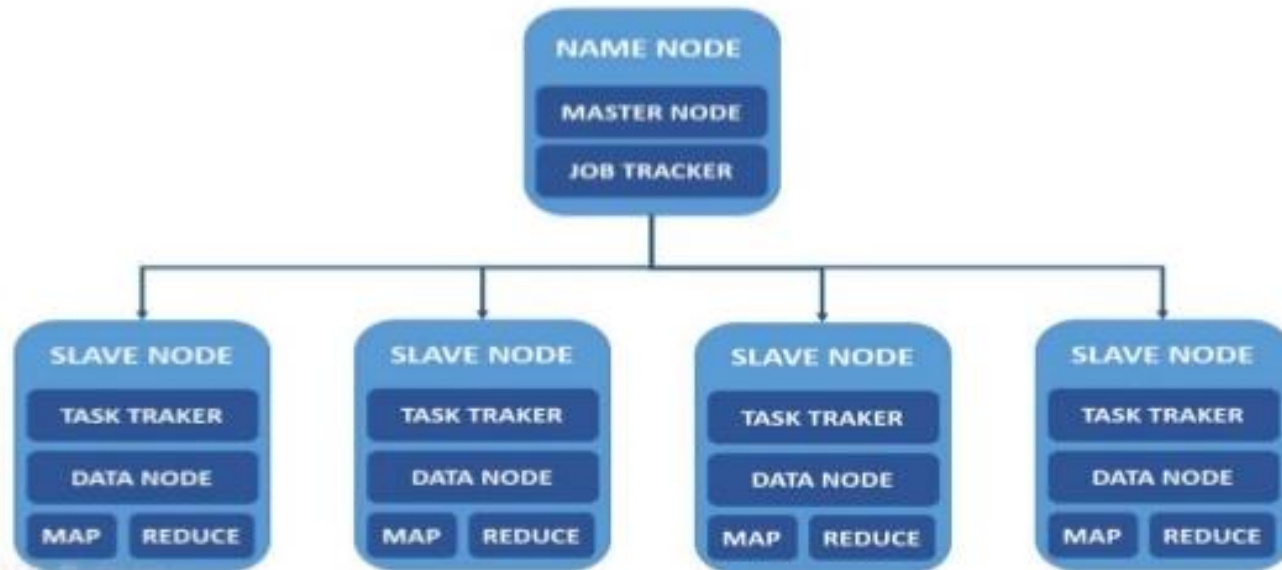 NAME NODE
MASTER NODE
JOB TRACKER
SLAVE NODE
TASK TRAKER
DATA NODE
MAP REDUCE
SLAVE NODE
TASK TRAKER
DATA NODE
MAP REDUCE
SLAVE NODE
TASK TRAKER
DATA NODE
MAP REDUCE
SLAVE NODE
TASK TRAKER
DATA NODE
MAP REDUCE